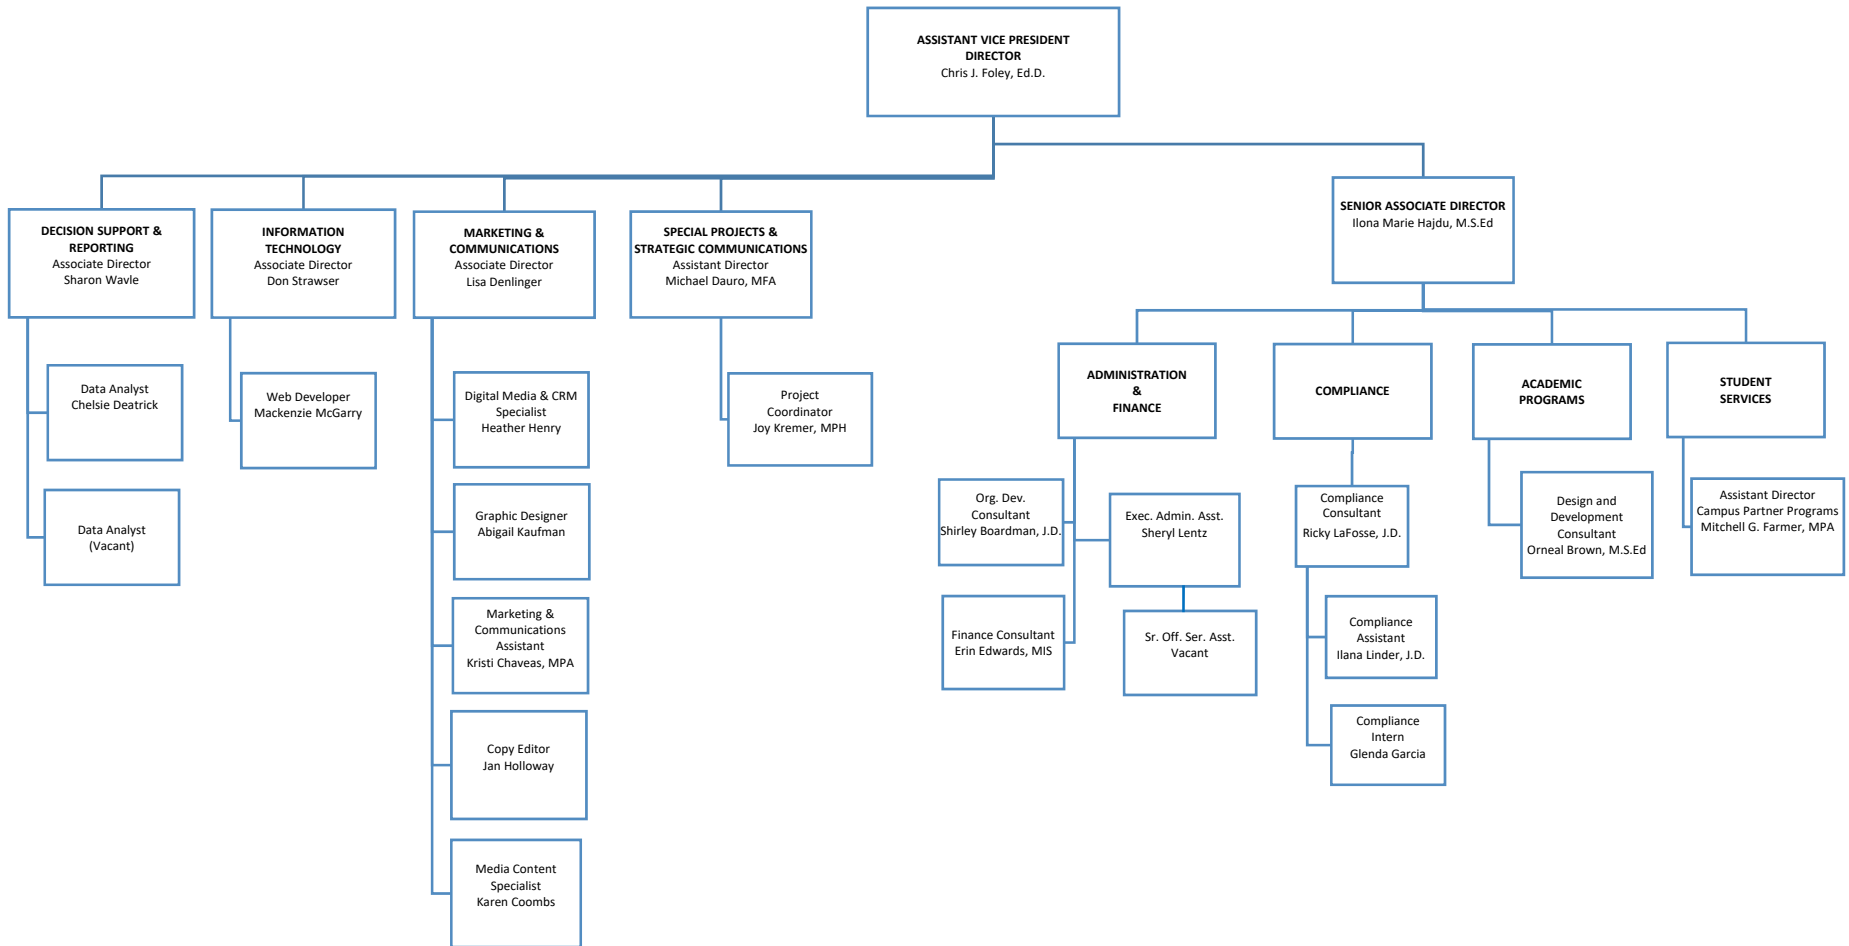 ASSISTANT VICE PRESIDENT
DIRECTOR
Chris J. Foley, Ed.D.
SENIOR ASSOCIATE DIRECTOR
Ilona Marie Hajdu, M.S.Ed
DECISION SUPPORT &
REPORTING
Associate Director
Sharon Wavle
INFORMATION
TECHNOLOGY
Associate Director
Don Strawser
MARKETING &
COMMUNICATIONS
Associate Director
Lisa Denlinger
SPECIAL PROJECTS &
STRATEGIC COMMUNICATIONS
Assistant Director
Michael Dauro, MFA
Data Analyst
Chelsie Deatrick
Data Analyst
(Vacant)
Web Developer
Mackenzie McGarry
Digital Media & CRM
Specialist
Heather Henry
Graphic Designer
Abigail Kaufman
Marketing &
Communications
Assistant
Kristi Chaveas, MPA
Copy Editor
Jan Holloway
Media Content
Specialist
Karen Coombs
Project
Coordinator
Joy Kremer, MPH
ADMINISTRATION
&
FINANCE
COMPLIANCE
ACADEMIC
PROGRAMS
STUDENT
SERVICES
Org. Dev.
Consultant
Shirley Boardman, J.D.
Exec. Admin. Asst.
Sheryl Lentz
Finance Consultant
Erin Edwards, MIS
Sr. Off. Ser. Asst.
Vacant
Compliance
Consultant
Ricky LaFosse, J.D.
Compliance
Assistant
Ilana Linder, J.D.
Compliance
Intern
Glenda Garcia
Design and
Development
Consultant
Orneal Brown, M.S.Ed
Assistant Director
Campus Partner Programs
Mitchell G. Farmer, MPA